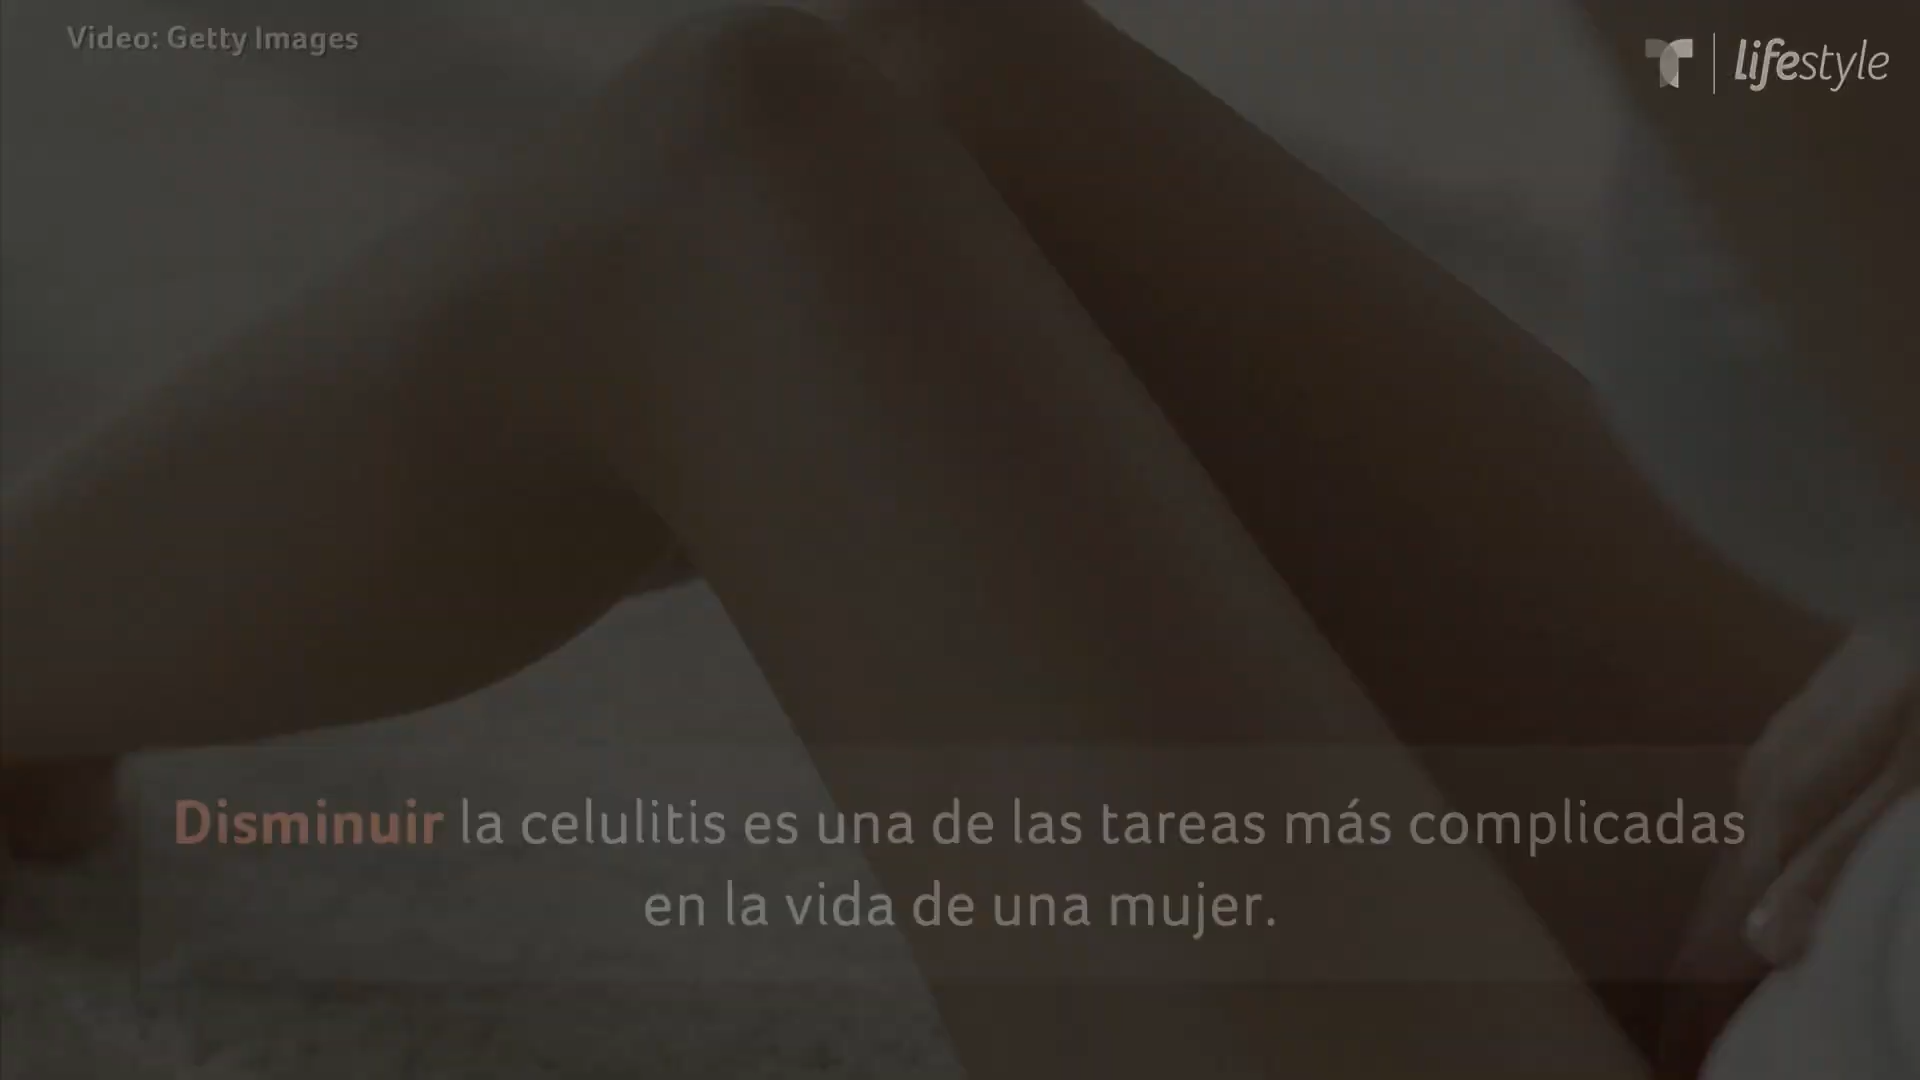 Video: Getty Images
lifestyle
Disminuir la celulitis es una de las tareas más complicadas
en la vida de una mujer.